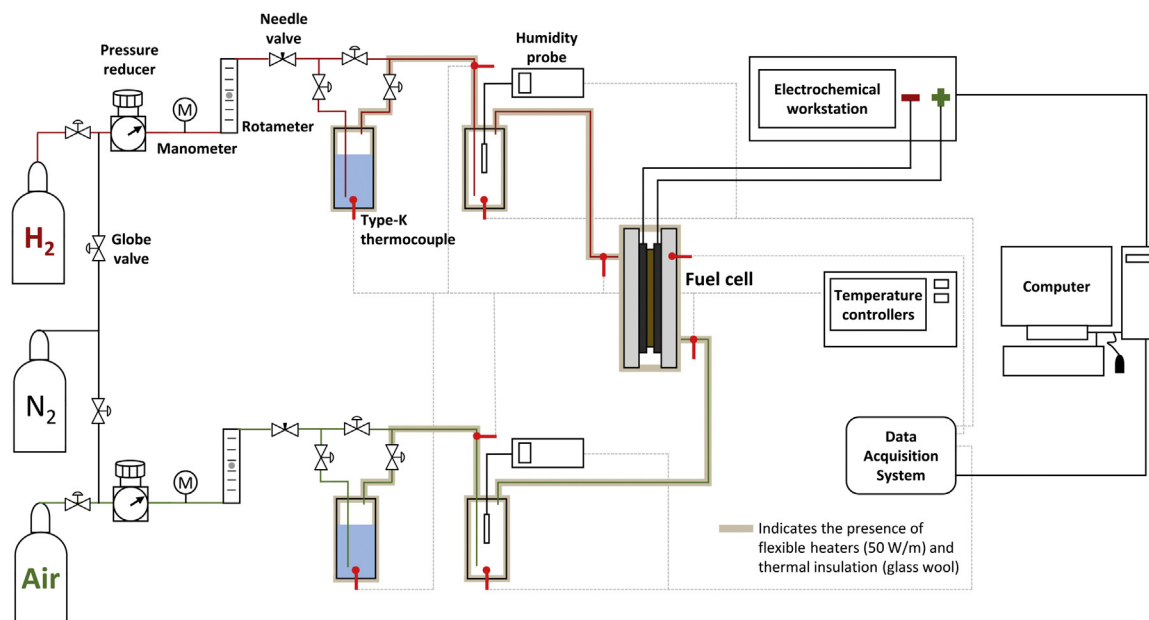 Needle
valve
Pressure
reducer
Humidity
probe
Electrochemical
workstation
M
Rotameter
Manometer
H₂
Globe
valve
Type-K
thermocouple
Fuel cell
Temperature
controllers
Computer
N₂
Data
Acquisition
System
M
Air
Indicates the presence of
flexible heaters (50 W/m) and
thermal insulation (glass wool)